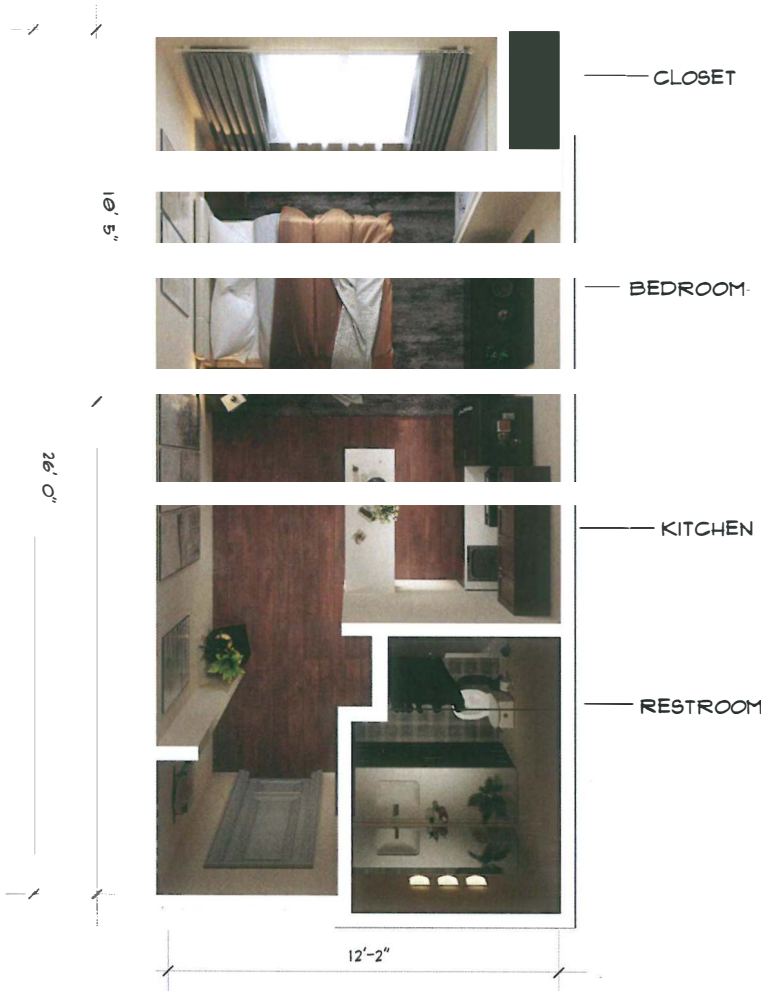 CLOSET
10' 5"
BEDROOM
26' 0"
KITCHEN
RESTROOM
12'-2"